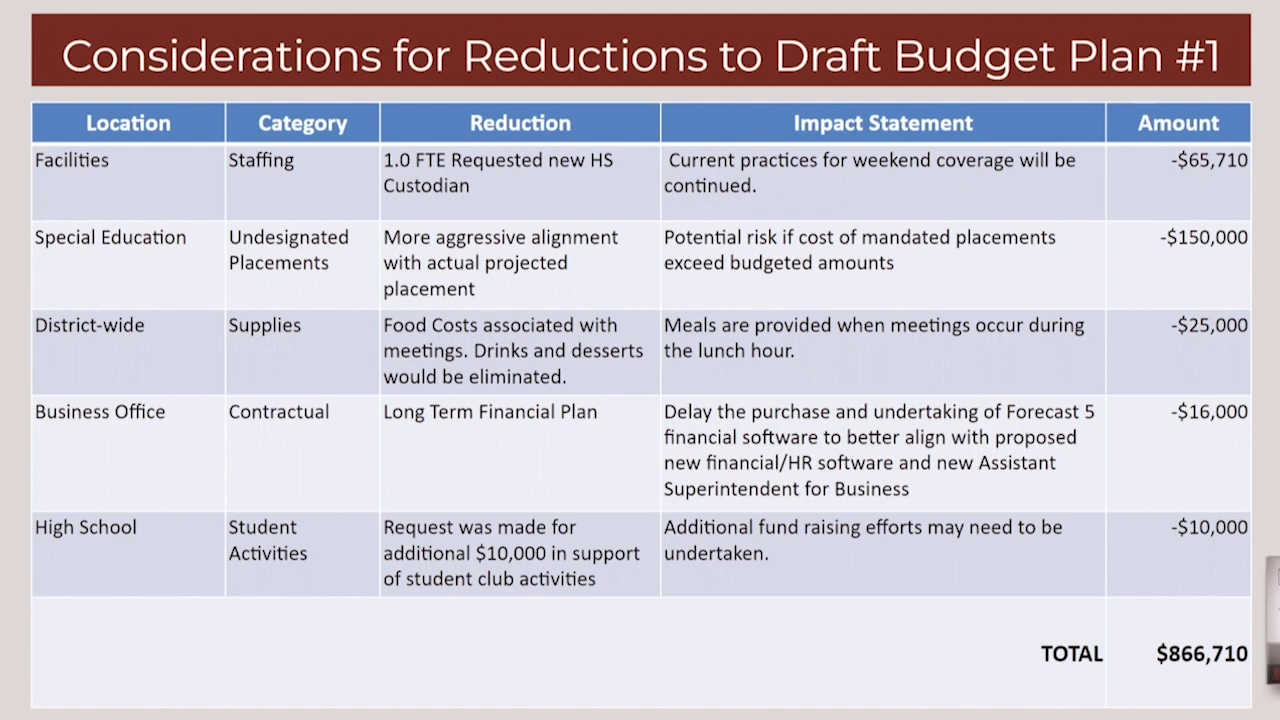 Considerations for Reductions to Draft Budget Plan #1
Location Category Reduction Impact Statement Amount
Facilities Staffing 1.0 FTE Requested new HS Current practices for weekend coverage will be -$65,710
Custodian continued.
Special Education Undesignated More aggressive alignment Potential risk if cost of mandated placements -$150,000
Placements with actual projected exceed budgeted amounts
placement
District-wide Supplies Food Costs associated with Meals are provided when meetings occur during -$25,000
meetings. Drinks and desserts the lunch hour.
would be eliminated.
Business Office Contractual Long Term Financial Plan Delay the purchase and undertaking of Forecast 5 -$16,000
financial software to better align with proposed
new financial/HR software and new Assistant
Superintendent for Business
High School Student Request was made for Additional fund raising efforts may need to be -$10,000
Activities additional $10,000 in support undertaken.
of student club activities
TOTAL $866,710